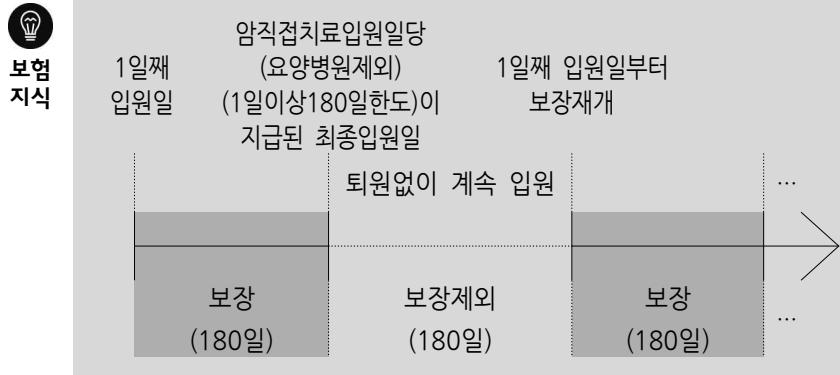 보험
지식
1일째
입원일
암직접치료입원일당
(요양병원제외)
(1일이상180일한도)이
지급된 최종입원일
1일째 입원일부터
보장재개
퇴원없이 계속 입원
...
보장
(180일)
보장제외
(180일)
보장
(180일)
...